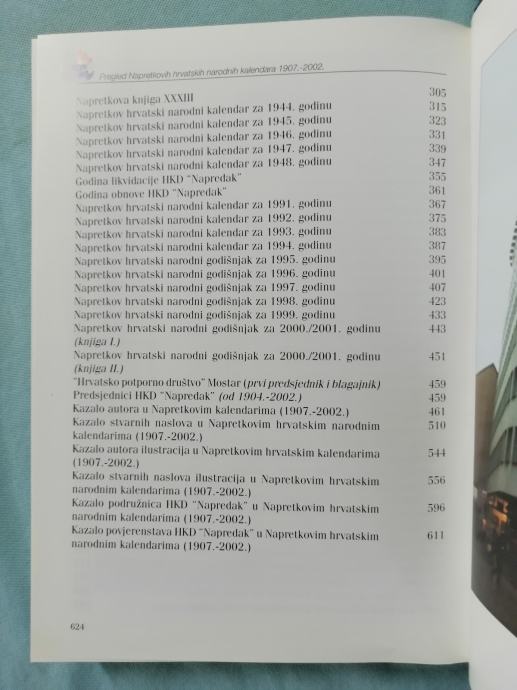 Pregled Napretkovih hrvatskih narodnih kalendara 1907.-2002.
Napretkova knjiga XXXIII 305
Napretkov hrvatski narodni kalendar za 1944. godinu 315
Napretkov hrvatski narodni kalendar za 1945. godinu 323
Napretkov hrvatski narodni kalendar za 1946. godinu 331
Napretkov hrvatski narodni kalendar za 1947. godinu 339
Napretkov hrvatski narodni kalendar za 1948. godinu 347
Godina likvidacije HKD "Napredak" 355
Godina obnove HKD "Napredak" 361
Napretkov hrvatski narodni kalendar za 1991. godinu 367
Napretkov hrvatski narodni kalendar za 1992. godinu 375
Napretkov hrvatski narodni kalendar za 1993. godinu 383
Napretkov hrvatski narodni kalendar za 1994. godinu 387
Napretkov hrvatski narodni godišnjak za 1995. godinu 395
Napretkov hrvatski narodni godišnjak za 1996. godinu 401
Napretkov hrvatski narodni godišnjak za 1997. godinu 407
Napretkov hrvatski narodni godišnjak za 1998. godinu 423
Napretkov hrvatski narodni godišnjak za 1999. godinu 433
Napretkov hrvatski narodni godišnjak za 2000./2001. godinu 443
(knjiga I.)
Napretkov hrvatski narodni godišnjak za 2000./2001. godinu 451
(knjiga II.)
"Hrvatsko potporno društvo" Mostar (prvi predsjednik i blagajnik) 459
Predsjednici HKD "Napredak" (od 1904.-2002.) 459
Kazalo autora u Napretkovim kalendarima (1907.-2002.) 461
Kazalo stvarnih naslova u Napretkovim hrvatskim narodnim 510
kalendarima (1907.-2002.)
Kazalo autora ilustracija u Napretkovim hrvatskim kalendarima 544
(1907.-2002.)
Kazalo stvarnih naslova ilustracija u Napretkovim hrvatskim 556
narodnim kalendarima (1907.-2002.)
Kazalo podružnica HKD "Napredak" u Napretkovim hrvatskim 596
narodnim kalendarima (1907.-2002.)
Kazalo povjerenstava HKD "Napredak" u Napretkovim hrvatskim 611
narodnim kalendarima (1907.-2002.)
624